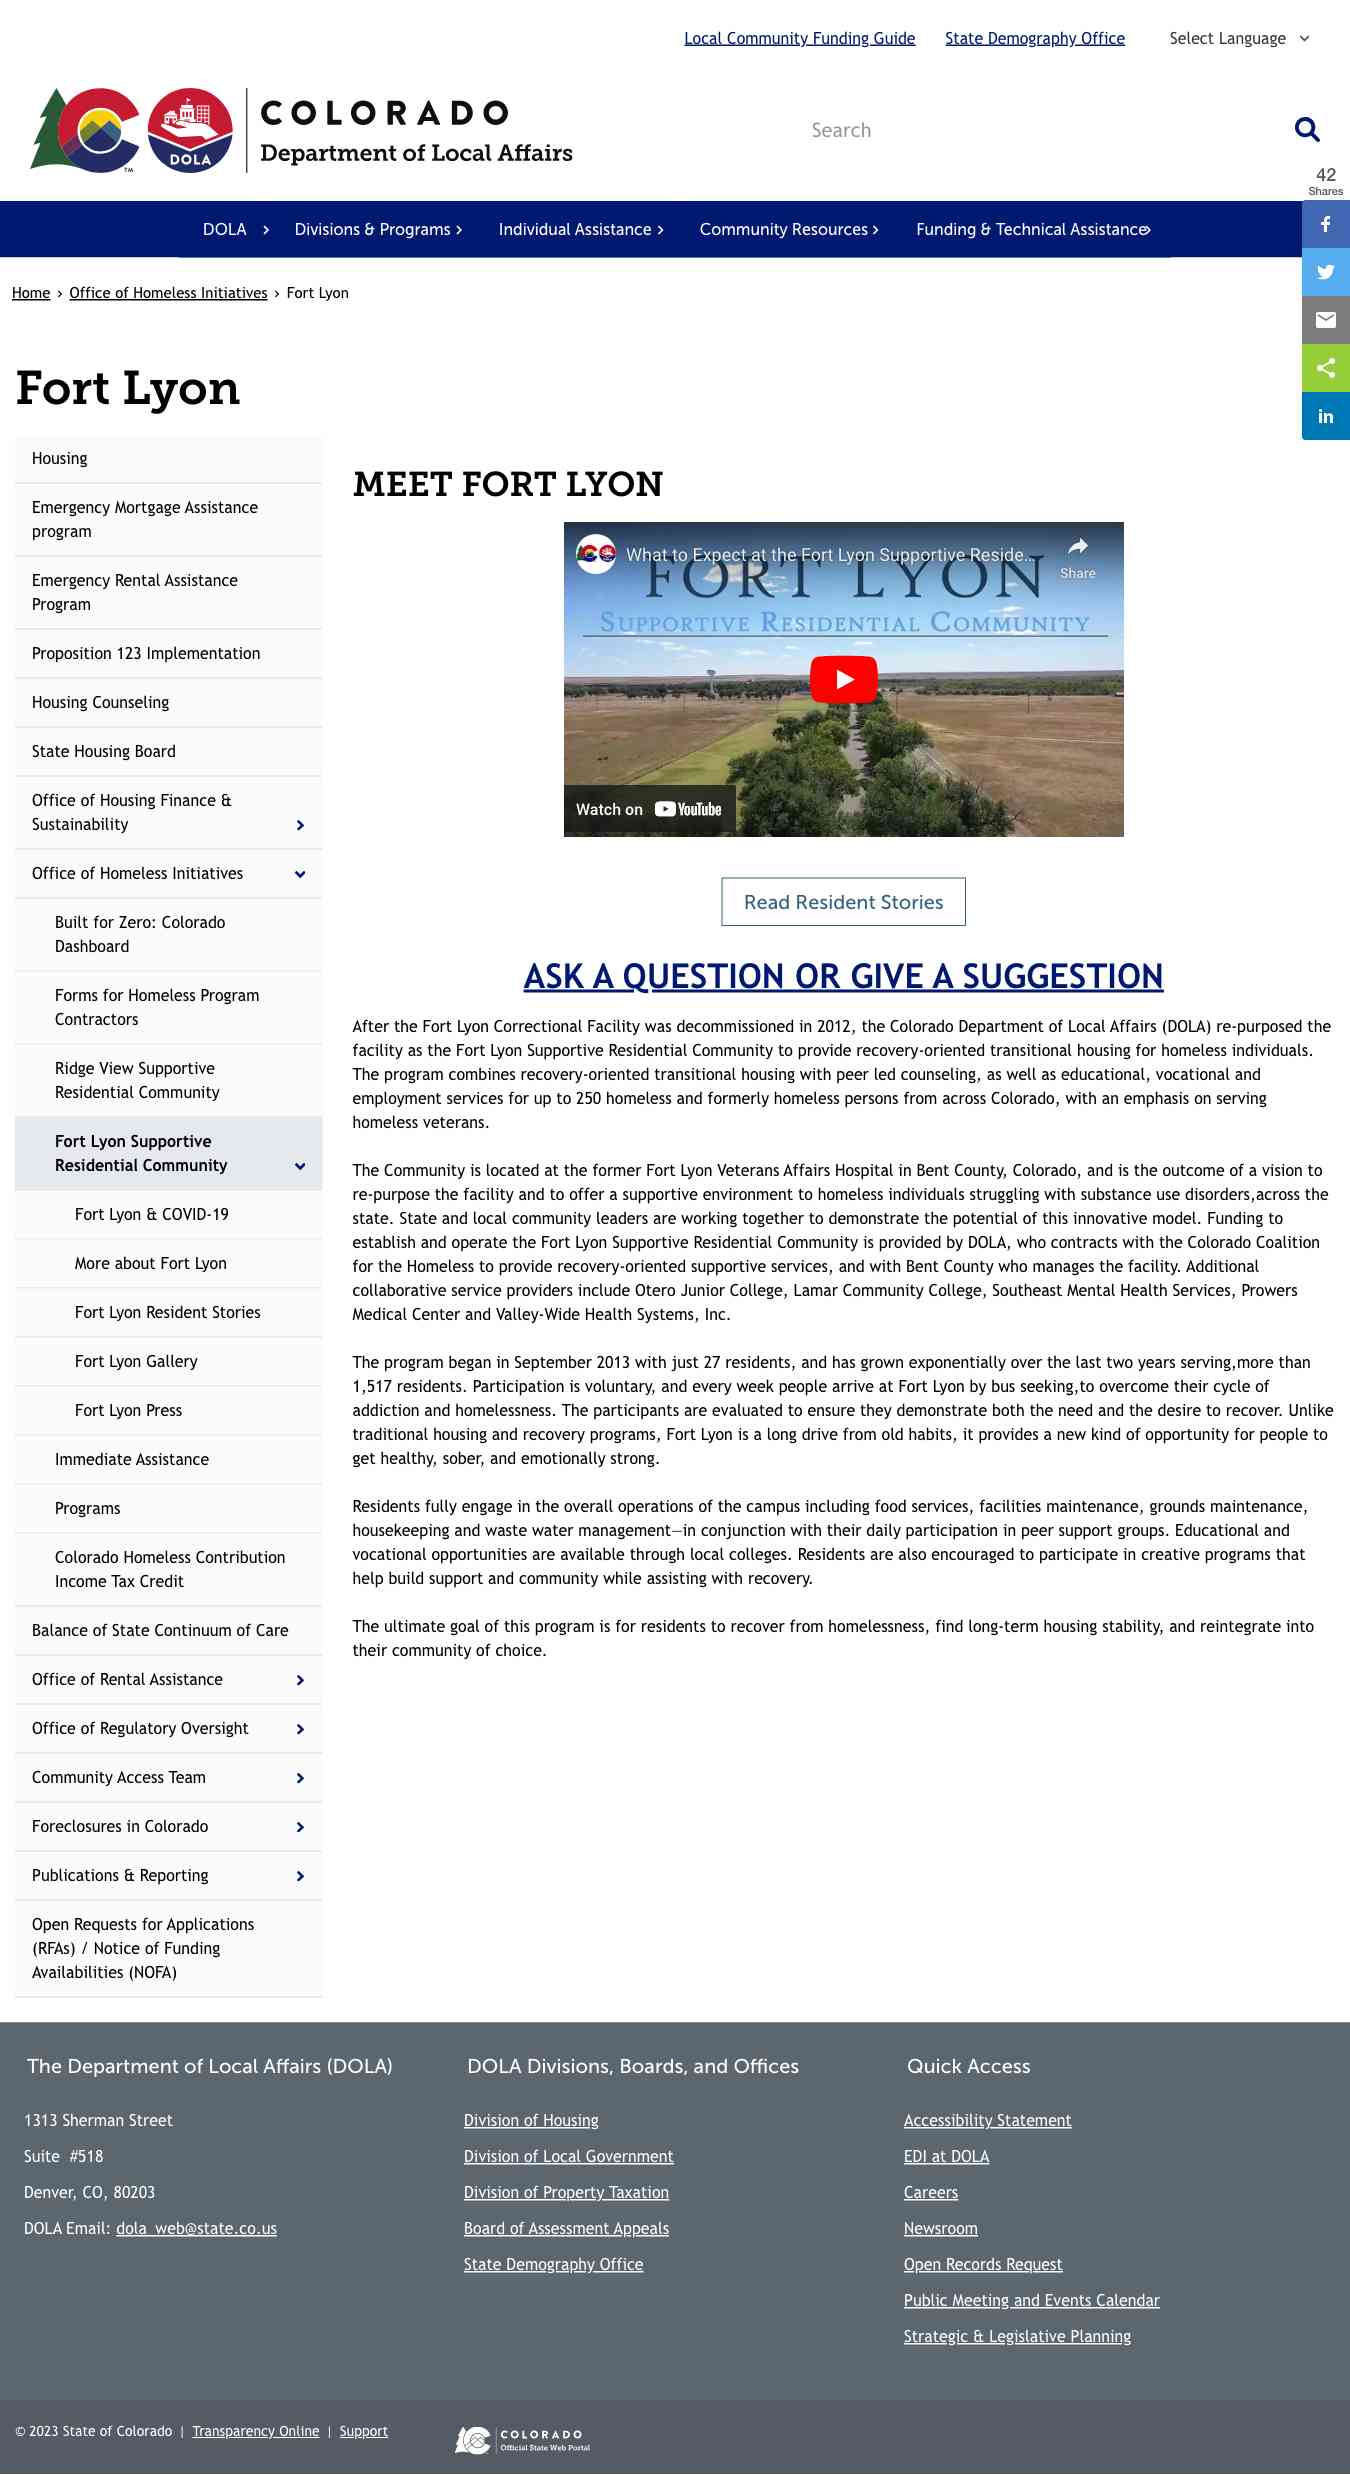 Local Community Funding Guide
State Demography Office
Select Language
COLORADO
Department of Local Affairs
DOLA
TM
Search
42
Shares
DOLA
Divisions & Programs
Individual Assistance
Community Resources
Funding & Technical Assistance
Home › Office of Homeless Initiatives › Fort Lyon
Fort Lyon
Housing
Emergency Mortgage Assistance
program
Emergency Rental Assistance
Program
Proposition 123 Implementation
Housing Counseling
State Housing Board
Office of Housing Finance &
Sustainability
Office of Homeless Initiatives
Built for Zero: Colorado
Dashboard
Forms for Homeless Program
Contractors
Ridge View Supportive
Residential Community
Fort Lyon Supportive
Residential Community
Fort Lyon & COVID-19
More about Fort Lyon
Fort Lyon Resident Stories
Fort Lyon Gallery
Fort Lyon Press
Immediate Assistance
Programs
Colorado Homeless Contribution
Income Tax Credit
Balance of State Continuum of Care
Office of Rental Assistance
Office of Regulatory Oversight
Community Access Team
Foreclosures in Colorado
Publications & Reporting
Open Requests for Applications
(RFAs) / Notice of Funding
Availabilities (NOFA)
MEET FORT LYON
What to Expect at the Fort Lyon Supportive Reside...
Share
FORT LYON
SUPPORTIVE RESIDENTIAL COMMUNITY
Watch on YouTube
Read Resident Stories
ASK A QUESTION OR GIVE A SUGGESTION
After the Fort Lyon Correctional Facility was decommissioned in 2012, the Colorado Department of Local Affairs (DOLA) re-purposed the
facility as the Fort Lyon Supportive Residential Community to provide recovery-oriented transitional housing for homeless individuals.
The program combines recovery-oriented transitional housing with peer led counseling, as well as educational, vocational and
employment services for up to 250 homeless and formerly homeless persons from across Colorado, with an emphasis on serving
homeless veterans.
The Community is located at the former Fort Lyon Veterans Affairs Hospital in Bent County, Colorado, and is the outcome of a vision to
re-purpose the facility and to offer a supportive environment to homeless individuals struggling with substance use disorders,across the
state. State and local community leaders are working together to demonstrate the potential of this innovative model. Funding to
establish and operate the Fort Lyon Supportive Residential Community is provided by DOLA, who contracts with the Colorado Coalition
for the Homeless to provide recovery-oriented supportive services, and with Bent County who manages the facility. Additional
collaborative service providers include Otero Junior College, Lamar Community College, Southeast Mental Health Services, Prowers
Medical Center and Valley-Wide Health Systems, Inc.
The program began in September 2013 with just 27 residents, and has grown exponentially over the last two years serving,more than
1,517 residents. Participation is voluntary, and every week people arrive at Fort Lyon by bus seeking,to overcome their cycle of
addiction and homelessness. The participants are evaluated to ensure they demonstrate both the need and the desire to recover. Unlike
traditional housing and recovery programs, Fort Lyon is a long drive from old habits, it provides a new kind of opportunity for people to
get healthy, sober, and emotionally strong.
Residents fully engage in the overall operations of the campus including food services, facilities maintenance, grounds maintenance,
housekeeping and waste water management—in conjunction with their daily participation in peer support groups. Educational and
vocational opportunities are available through local colleges. Residents are also encouraged to participate in creative programs that
help build support and community while assisting with recovery.
The ultimate goal of this program is for residents to recover from homelessness, find long-term housing stability, and reintegrate into
their community of choice.
The Department of Local Affairs (DOLA)
1313 Sherman Street
Suite #518
Denver, CO, 80203
DOLA Email: dola_web@state.co.us
DOLA Divisions, Boards, and Offices
Division of Housing
Division of Local Government
Division of Property Taxation
Board of Assessment Appeals
State Demography Office
Quick Access
Accessibility Statement
EDI at DOLA
Careers
Newsroom
Open Records Request
Public Meeting and Events Calendar
Strategic & Legislative Planning
© 2023 State of Colorado | Transparency Online | Support
COLORADO
Official State Web Portal